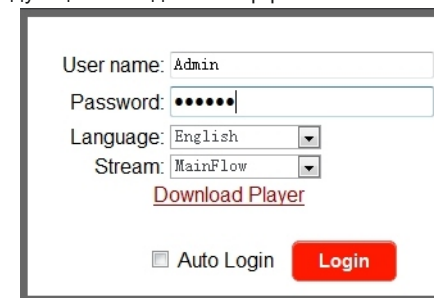 User name: Admin
Password: ••••••
Language: English
Stream: MainFlow
Download Player
Auto Login Login